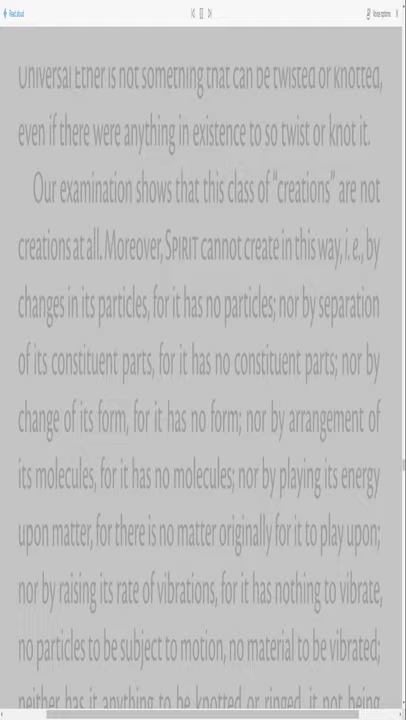 Read aloud
Voice options
Universal Ether is not something that can be twisted or knotted,
even if there were anything in existence to so twist or knot it.
Our examination shows that this class of “creations” are not
creations at all. Moreover, SPIRIT cannot create in this way, i. e., by
changes in its particles, for it has no particles; nor by separation
of its constituent parts, for it has no constituent parts; nor by
change of its form, for it has no form; nor by arrangement of
its molecules, for it has no molecules; nor by playing its energy
upon matter, for there is no matter originally for it to play upon;
nor by raising its rate of vibrations, for it has nothing to vibrate,
no particles to be subject to motion, no material to be vibrated;
neither has it anything to be knotted or ringed, it not being